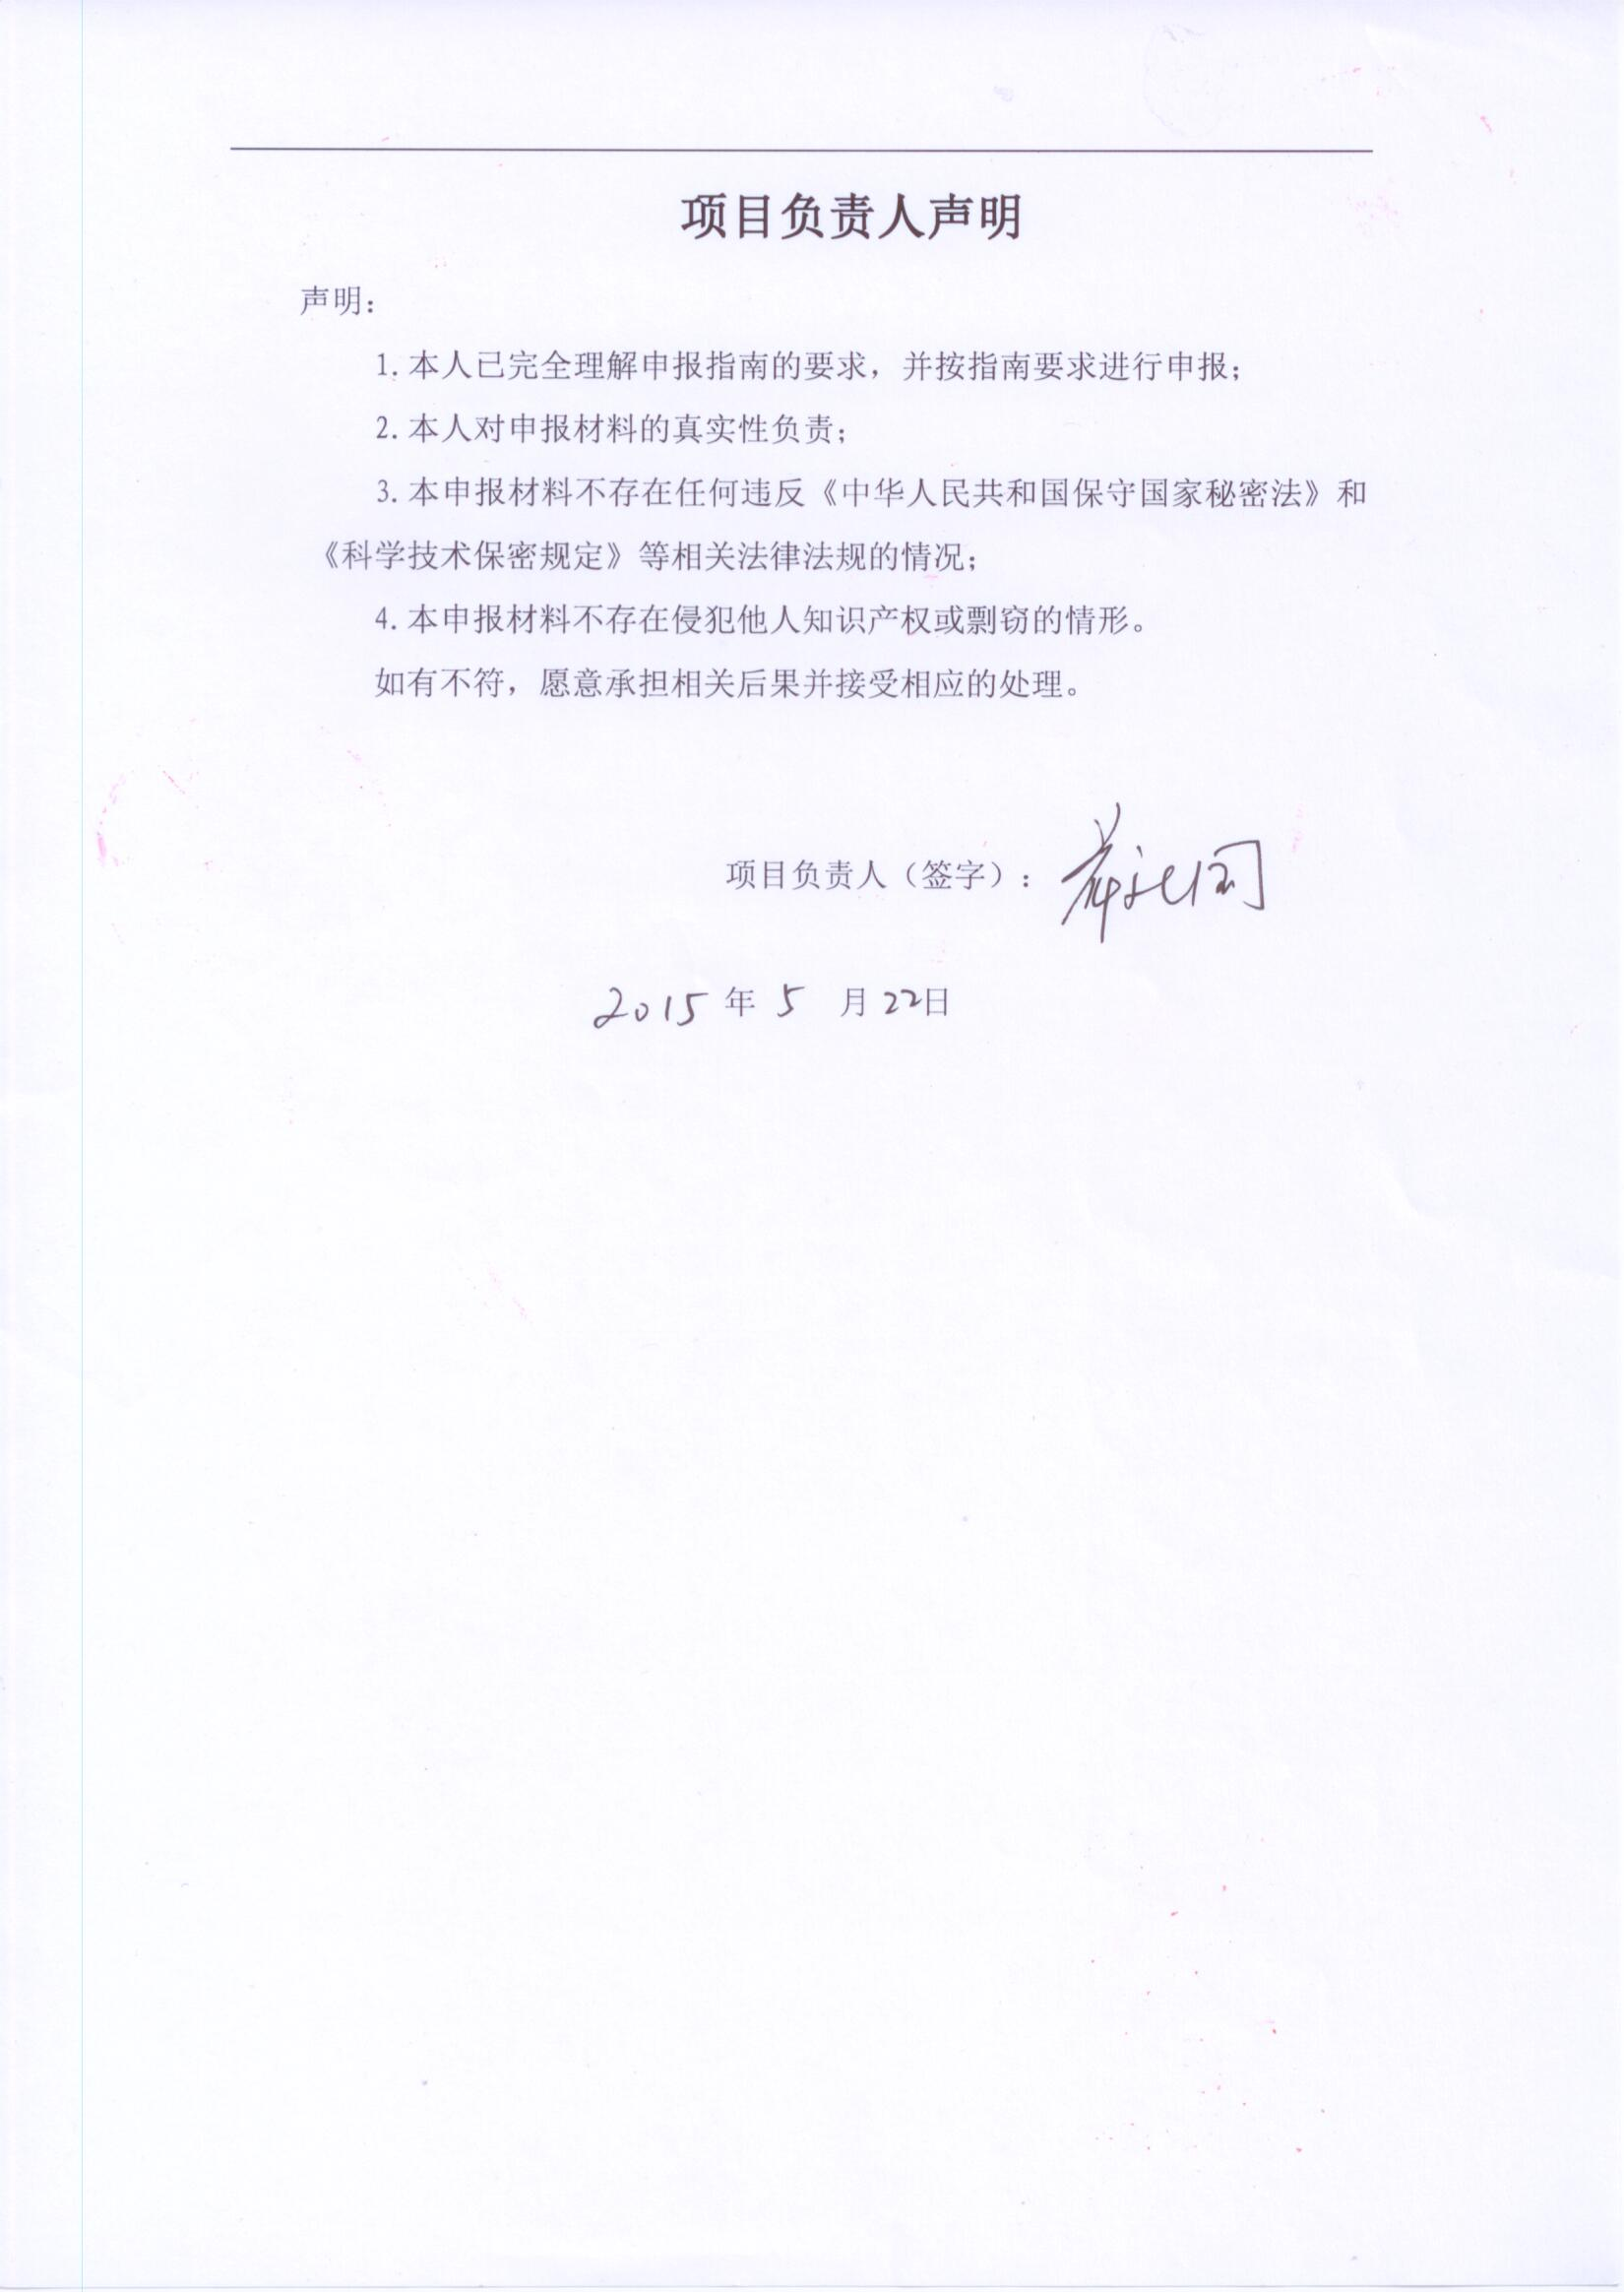 项目负责人声明
声明：
1. 本人已完全理解申报指南的要求，并按指南要求进行申报；
2. 本人对申报材料的真实性负责；
3. 本申报材料不存在任何违反《中华人民共和国保守国家秘密法》和
《科学技术保密规定》等相关法律法规的情况；
4. 本申报材料不存在侵犯他人知识产权或剽窃的情形。
如有不符，愿意承担相关后果并接受相应的处理。
项目负责人（签字）：
2015 年 5 月 22 日